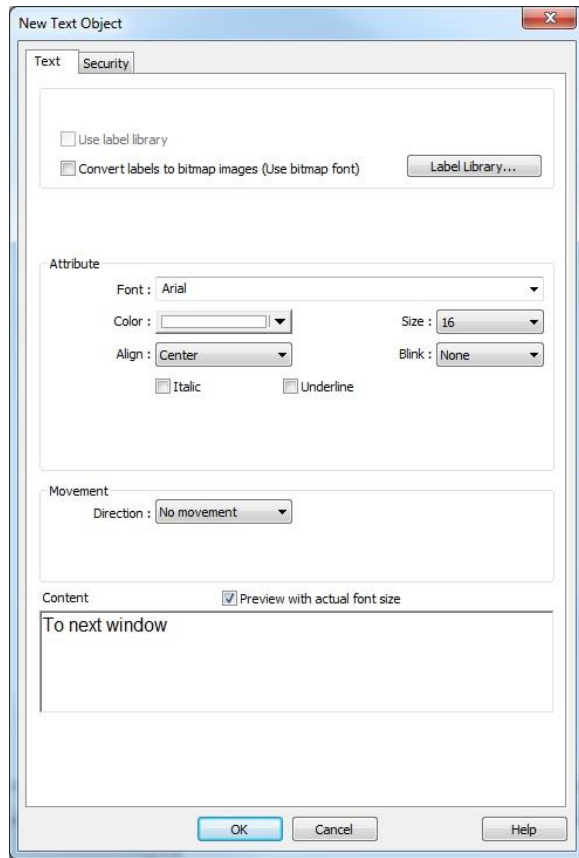 New Text Object
Text Security
Use label library
Convert labels to bitmap images (Use bitmap font) Label Library...
Attribute
Font : Arial
Color : Size : 16
Align : Center Blink : None
Italic Underline
Movement
Direction : No movement
Content Preview with actual font size
To next window
OK Cancel Help